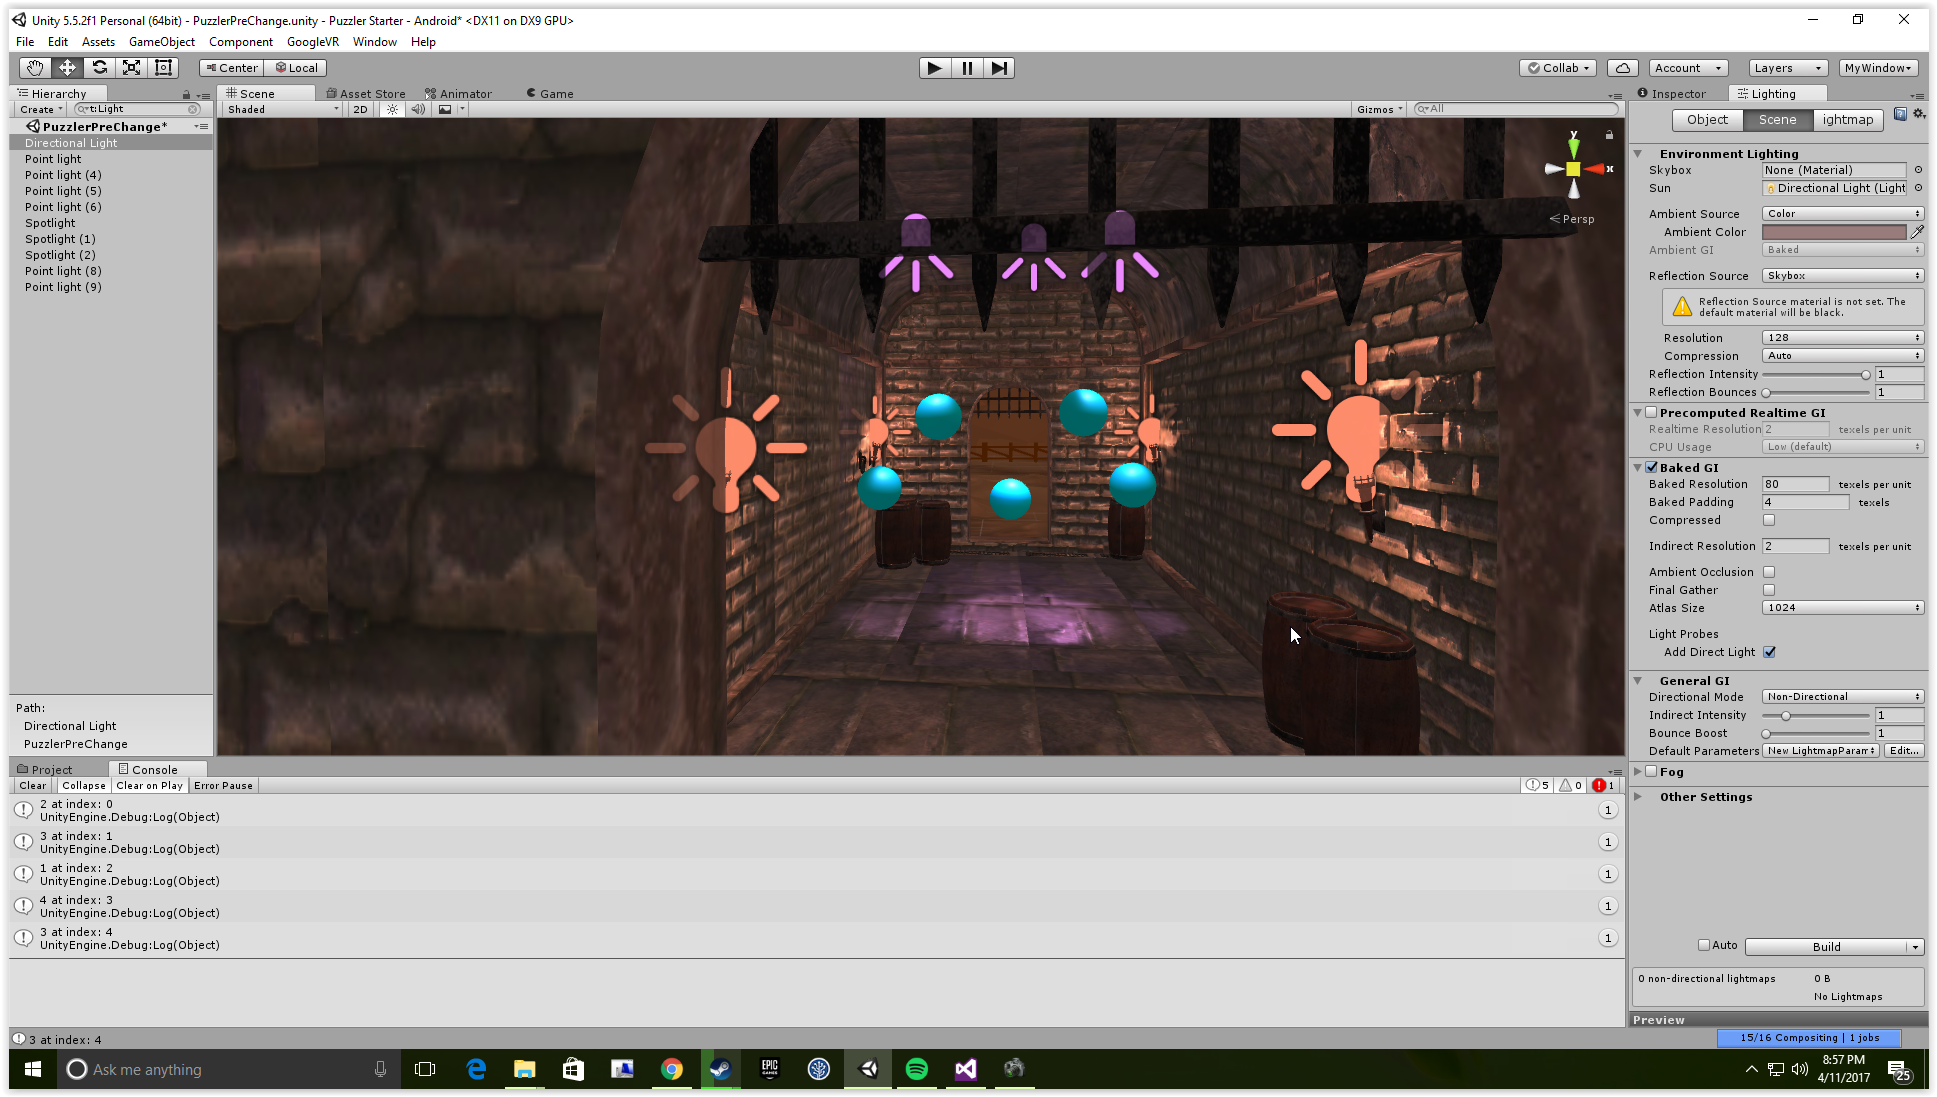 Unity 5.5.2f1 Personal (64bit) - PuzzlerPreChange.unity - Puzzler Starter - Android* <DX11 on DX9 GPU>
File Edit Assets GameObject Component GoogleVR Window Help
Center Local Collab Account Layers MyWindow
Hierarchy
Create t:Light
PuzzlerPreChange*
Directional Light
Point light
Point light (4)
Point light (5)
Point light (6)
Spotlight
Spotlight (1)
Spotlight (2)
Point light (8)
Point light (9)
Path:
Directional Light
PuzzlerPreChange
Scene Asset Store Animator Game
Shaded 2D Gizmos All
y
x
Persp
Inspector Lighting
Object Scene ightmap
Environment Lighting
Skybox None (Material)
Sun Directional Light (Light
Ambient Source Color
Ambient Color
Ambient GI Baked
Reflection Source Skybox
Reflection Source material is not set. The
default material will be black.
Resolution 128
Compression Auto
Reflection Intensity 1
Reflection Bounces 1
Precomputed Realtime GI
Realtime Resolution 2 texels per unit
CPU Usage Low (default)
Baked GI
Baked Resolution 80 texels per unit
Baked Padding 4 texels
Compressed
Indirect Resolution 2 texels per unit
Ambient Occlusion
Final Gather
Atlas Size 1024
Light Probes
Add Direct Light
General GI
Directional Mode Non-Directional
Indirect Intensity 1
Bounce Boost 1
Default Parameters New LightmapParam Edit...
Fog
Other Settings
Auto Build
0 non-directional lightmaps 0 B
No Lightmaps
Preview
Project Console
Clear Collapse Clear on Play Error Pause 5 0 1
2 at index: 0
UnityEngine.Debug:Log(Object) 1
3 at index: 1
UnityEngine.Debug:Log(Object) 1
1 at index: 2
UnityEngine.Debug:Log(Object) 1
4 at index: 3
UnityEngine.Debug:Log(Object) 1
3 at index: 4
UnityEngine.Debug:Log(Object) 1
3 at index: 4
15/16 Compositing | 1 jobs
Ask me anything
EPIC
GAMES
8:57 PM
4/11/2017
25